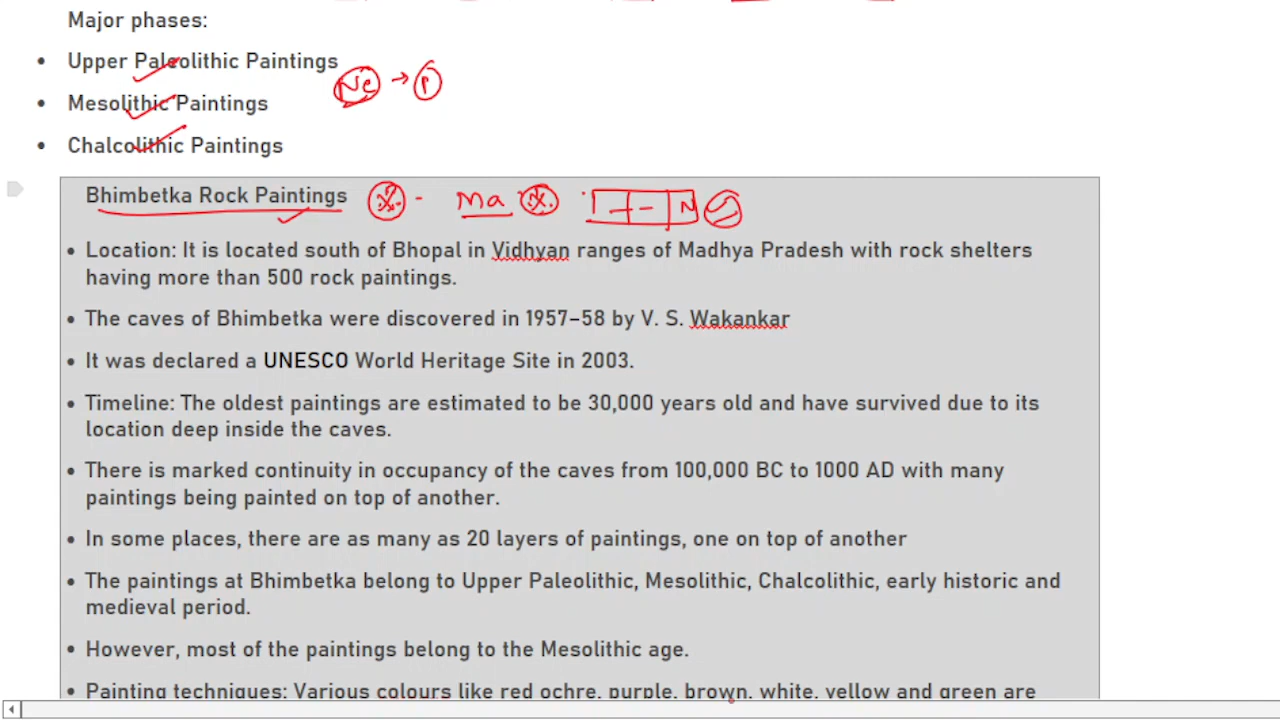 Major phases:
• Upper Paleolithic Paintings
• Mesolithic Paintings
Ne → P
• Chalcolithic Paintings
Bhimbetka Rock Paintings - Ma
• Location: It is located south of Bhopal in Vidhyan ranges of Madhya Pradesh with rock shelters
having more than 500 rock paintings.
• The caves of Bhimbetka were discovered in 1957–58 by V. S. Wakankar
• It was declared a UNESCO World Heritage Site in 2003.
• Timeline: The oldest paintings are estimated to be 30,000 years old and have survived due to its
location deep inside the caves.
• There is marked continuity in occupancy of the caves from 100,000 BC to 1000 AD with many
paintings being painted on top of another.
• In some places, there are as many as 20 layers of paintings, one on top of another
• The paintings at Bhimbetka belong to Upper Paleolithic, Mesolithic, Chalcolithic, early historic and
medieval period.
• However, most of the paintings belong to the Mesolithic age.
• Painting techniques: Various colours like red ochre, purple, brown, white, yellow and green are